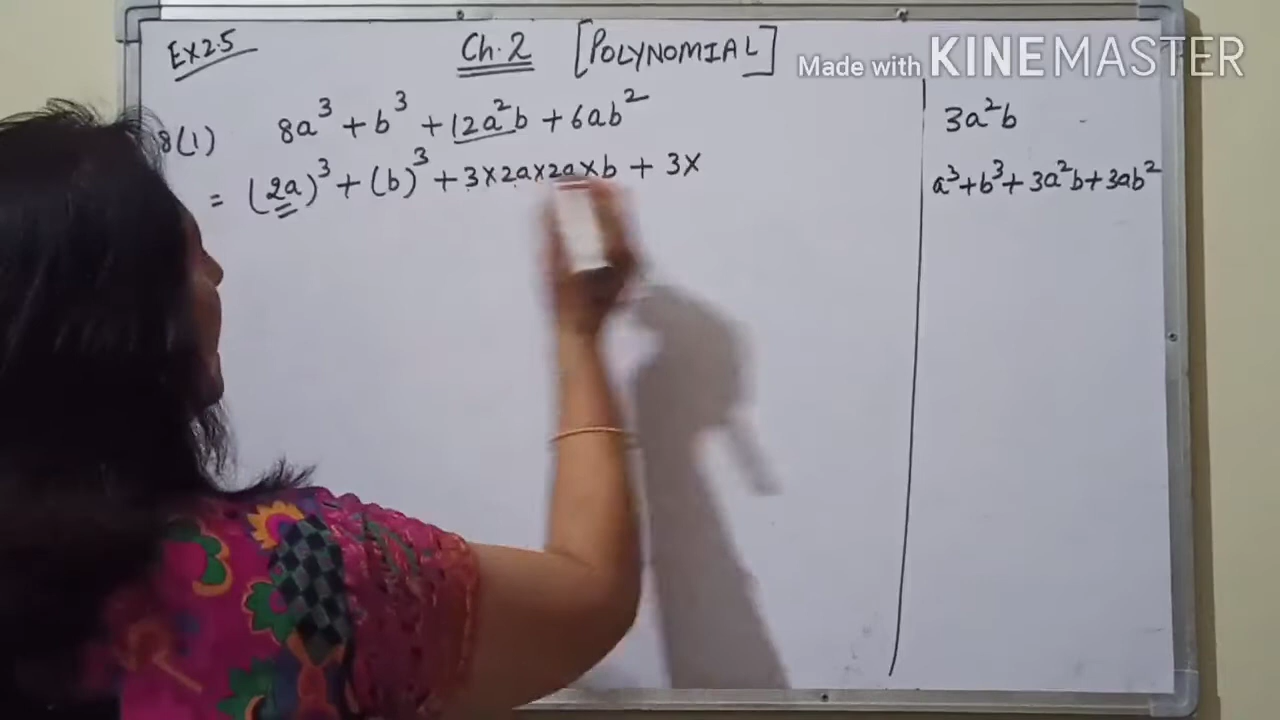 Ex 2.5
Ch. 2 [POLYNOMIAL]
Made with KINEMASTER
8(1) 8a³ + b³ + 12a²b + 6ab²
= (2a)³ + (b)³ + 3×2a×2a×b + 3×
3a²b
a³+b³+3a²b+3ab²